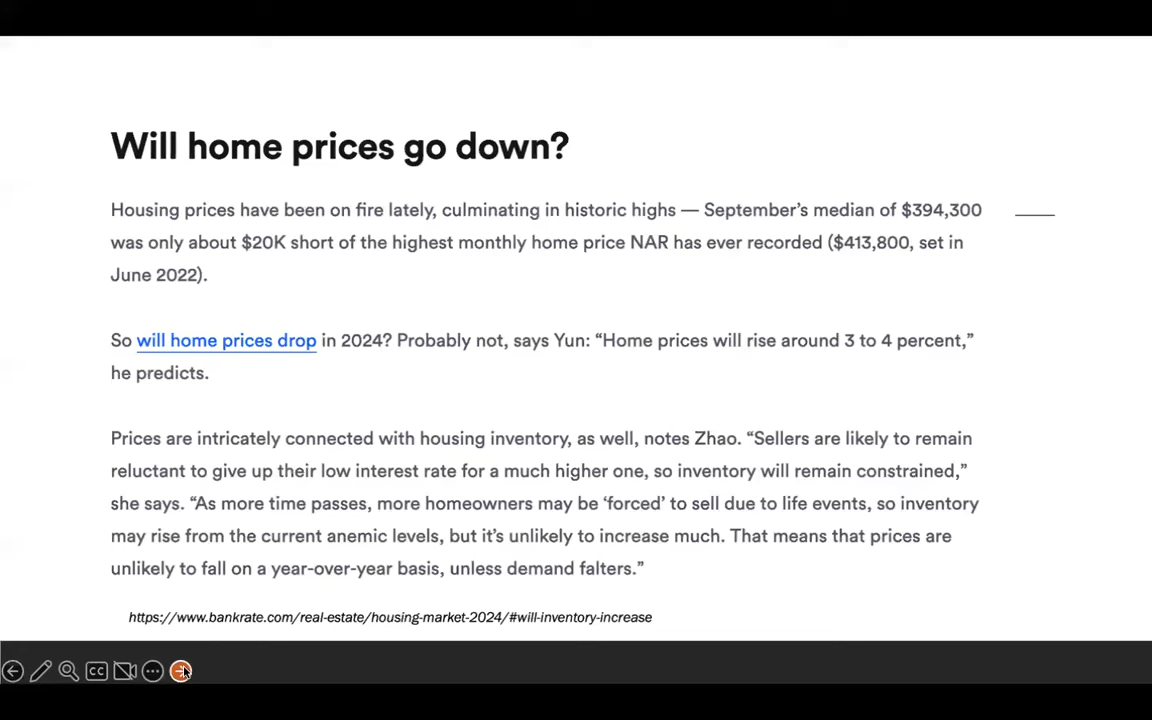 Will home prices go down?
Housing prices have been on fire lately, culminating in historic highs — September’s median of $394,300
was only about $20K short of the highest monthly home price NAR has ever recorded ($413,800, set in
June 2022).
So will home prices drop in 2024? Probably not, says Yun: “Home prices will rise around 3 to 4 percent,”
he predicts.
Prices are intricately connected with housing inventory, as well, notes Zhao. “Sellers are likely to remain
reluctant to give up their low interest rate for a much higher one, so inventory will remain constrained,”
she says. “As more time passes, more homeowners may be ‘forced’ to sell due to life events, so inventory
may rise from the current anemic levels, but it’s unlikely to increase much. That means that prices are
unlikely to fall on a year-over-year basis, unless demand falters.”
https://www.bankrate.com/real-estate/housing-market-2024/#will-inventory-increase
CC